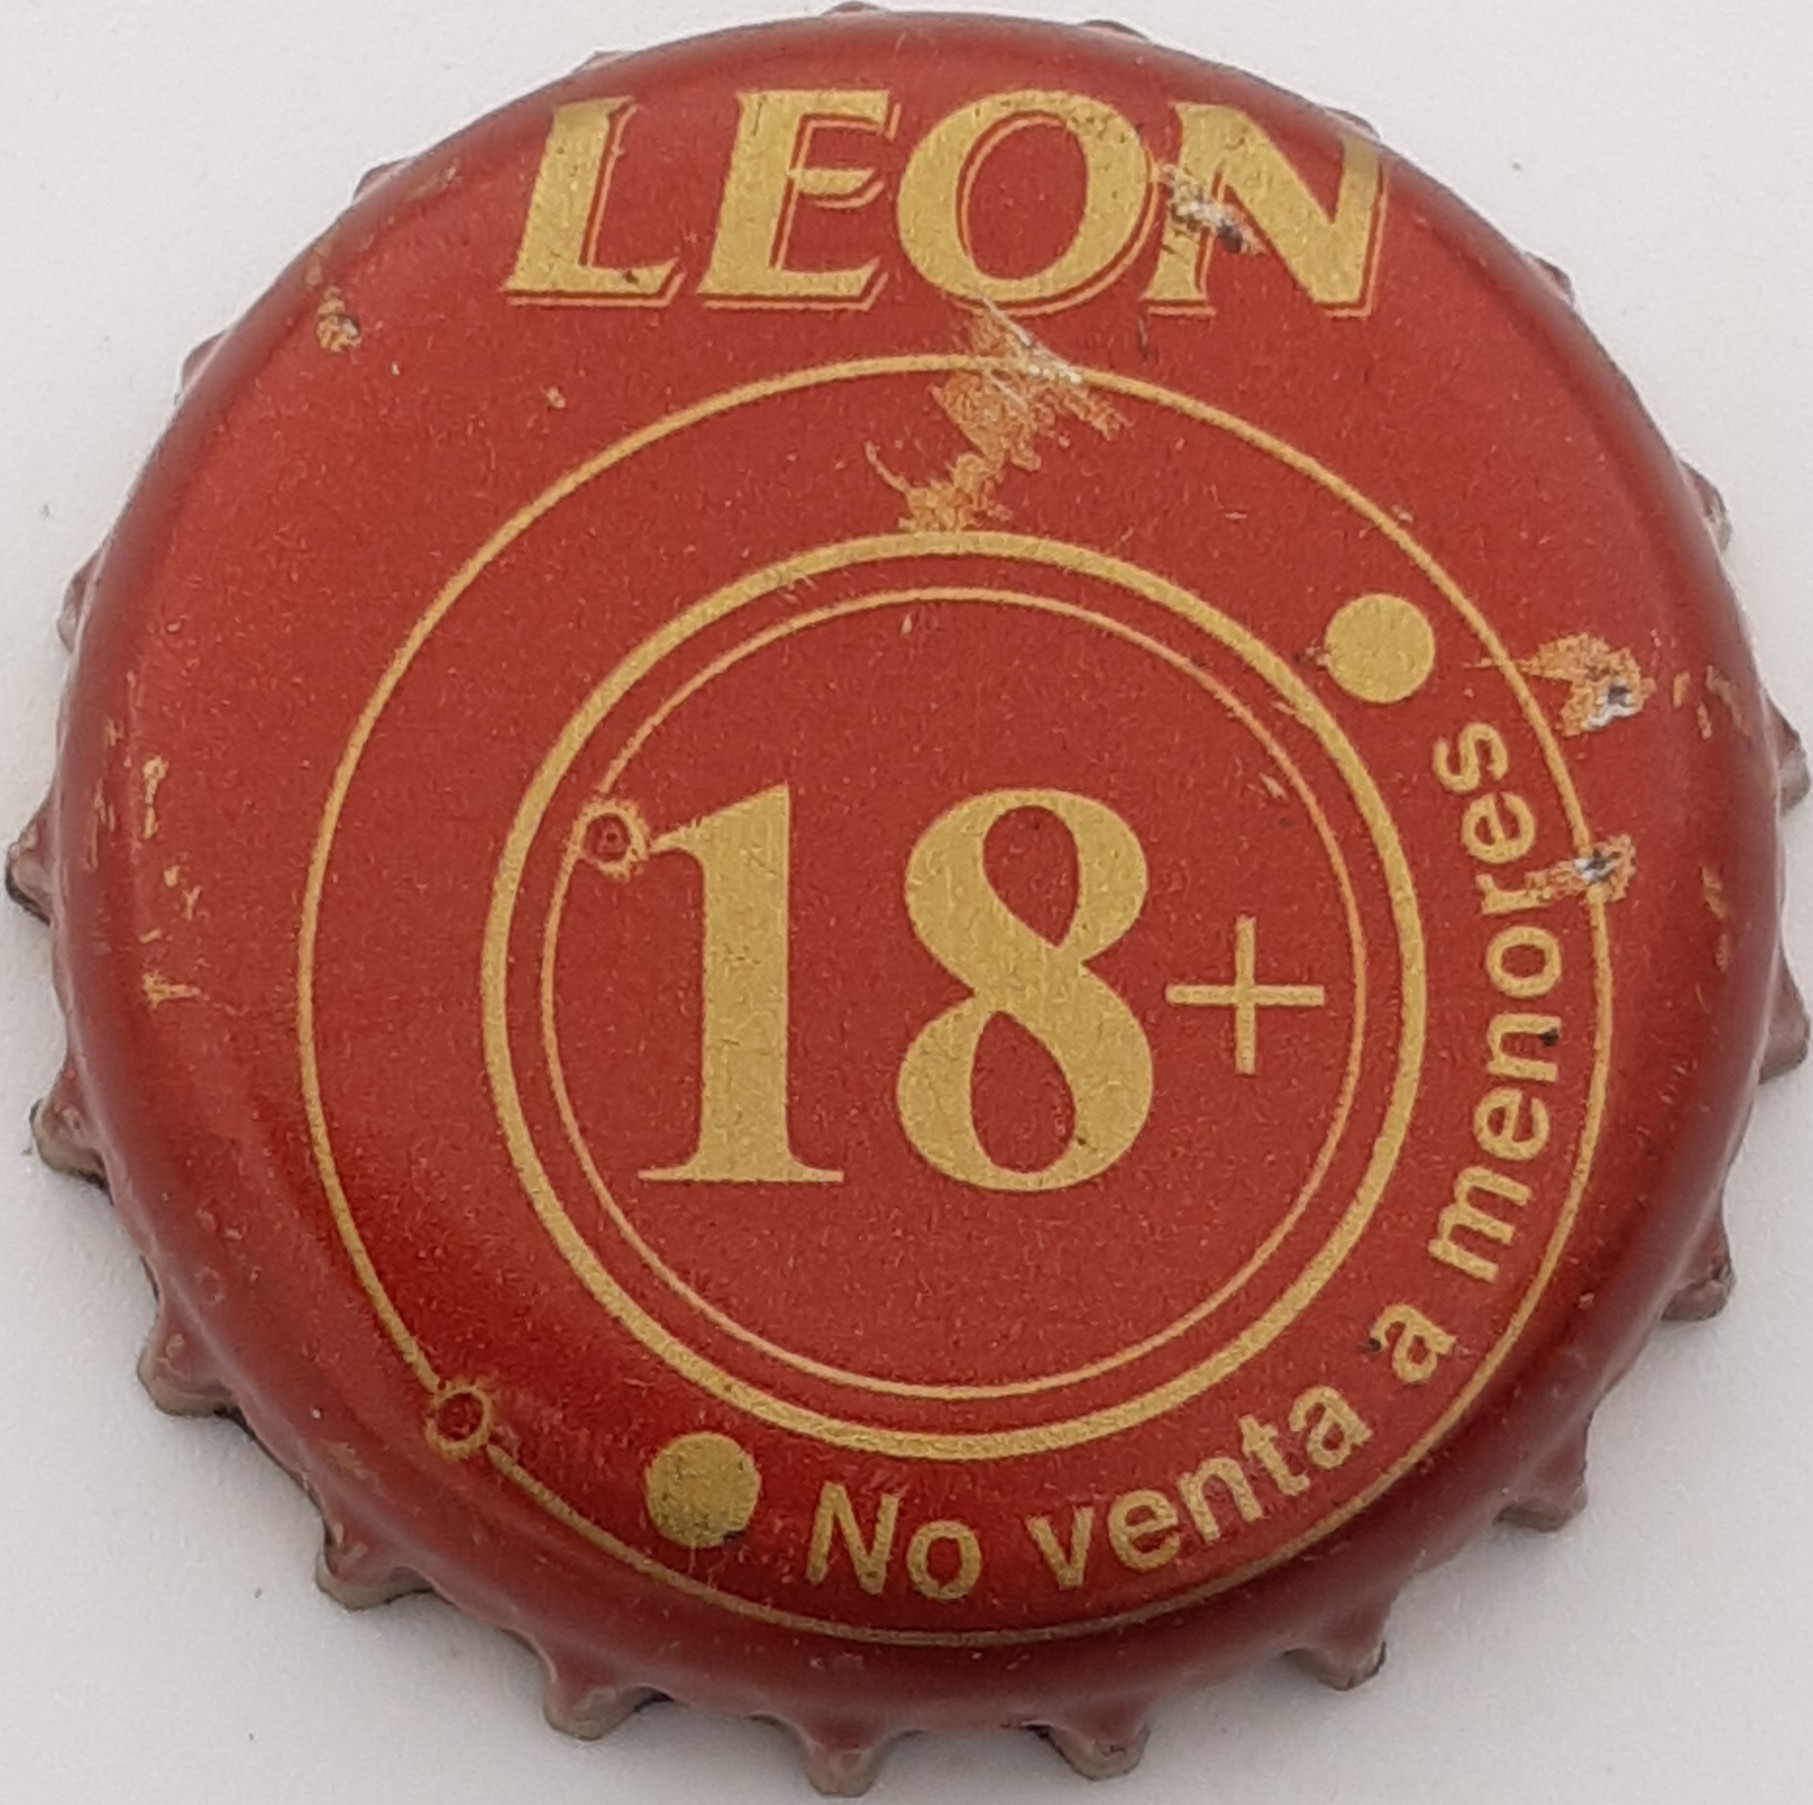 LEON
18+
No venta a menores